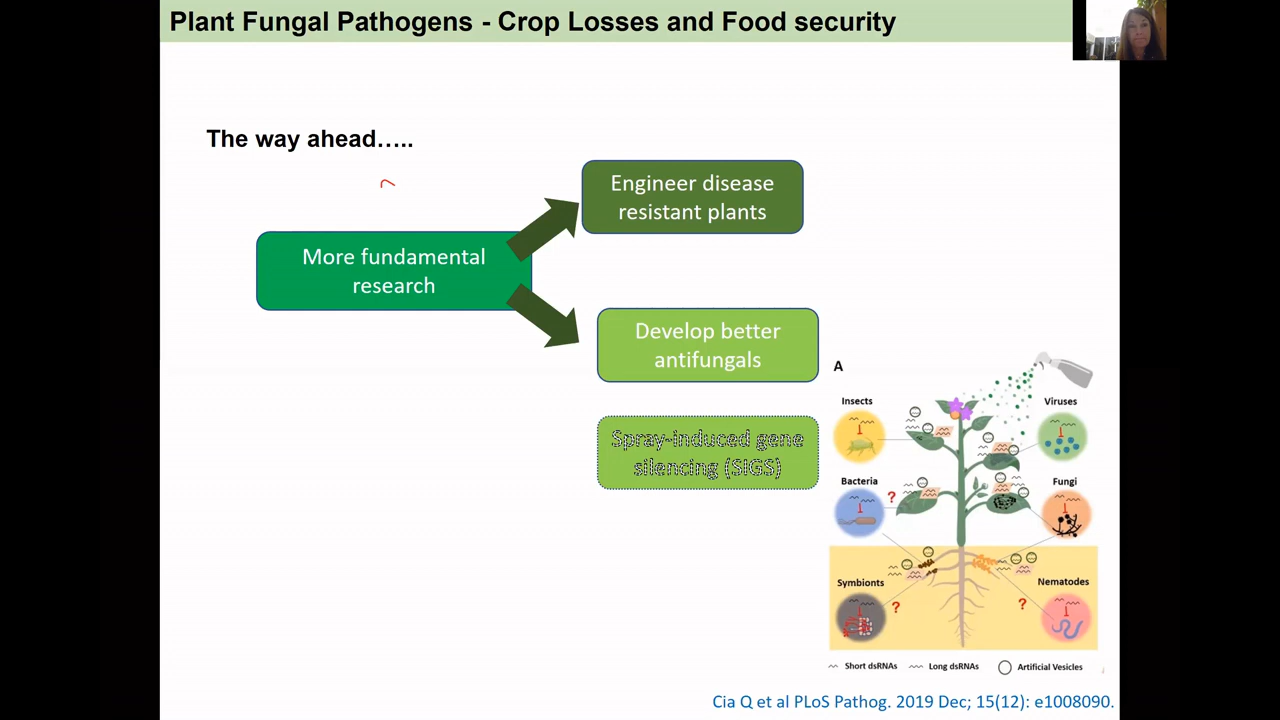 Plant Fungal Pathogens - Crop Losses and Food security
The way ahead.....
Engineer disease
resistant plants
More fundamental
research
Develop better
antifungals
Spray-induced gene
silencing (SIGS)
A
Insects
Viruses
Bacteria
?
Fungi
Symbionts
?
?
Nematodes
Short dsRNAs
Long dsRNAs
Artificial Vesicles
Cia Q et al PLoS Pathog. 2019 Dec; 15(12): e1008090.